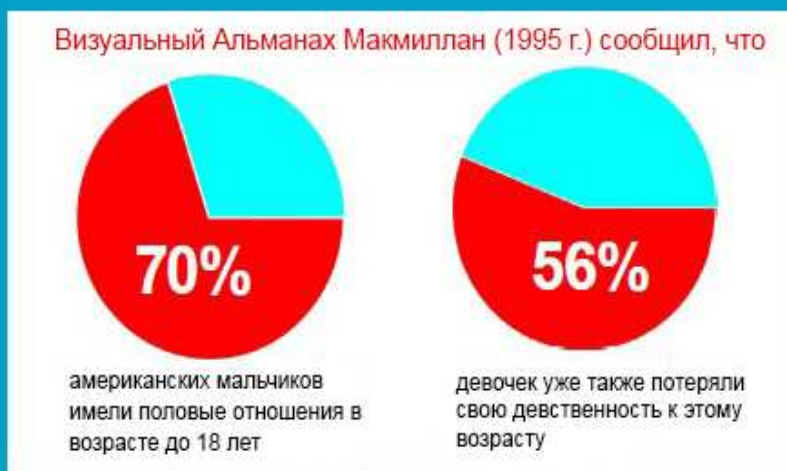 Визуальный Альманах Макмиллан (1995 г.) сообщил, что
70%
американских мальчиков
имели половые отношения в
возрасте до 18 лет
56%
девочек уже также потеряли
свою девственность к этому
возрасту